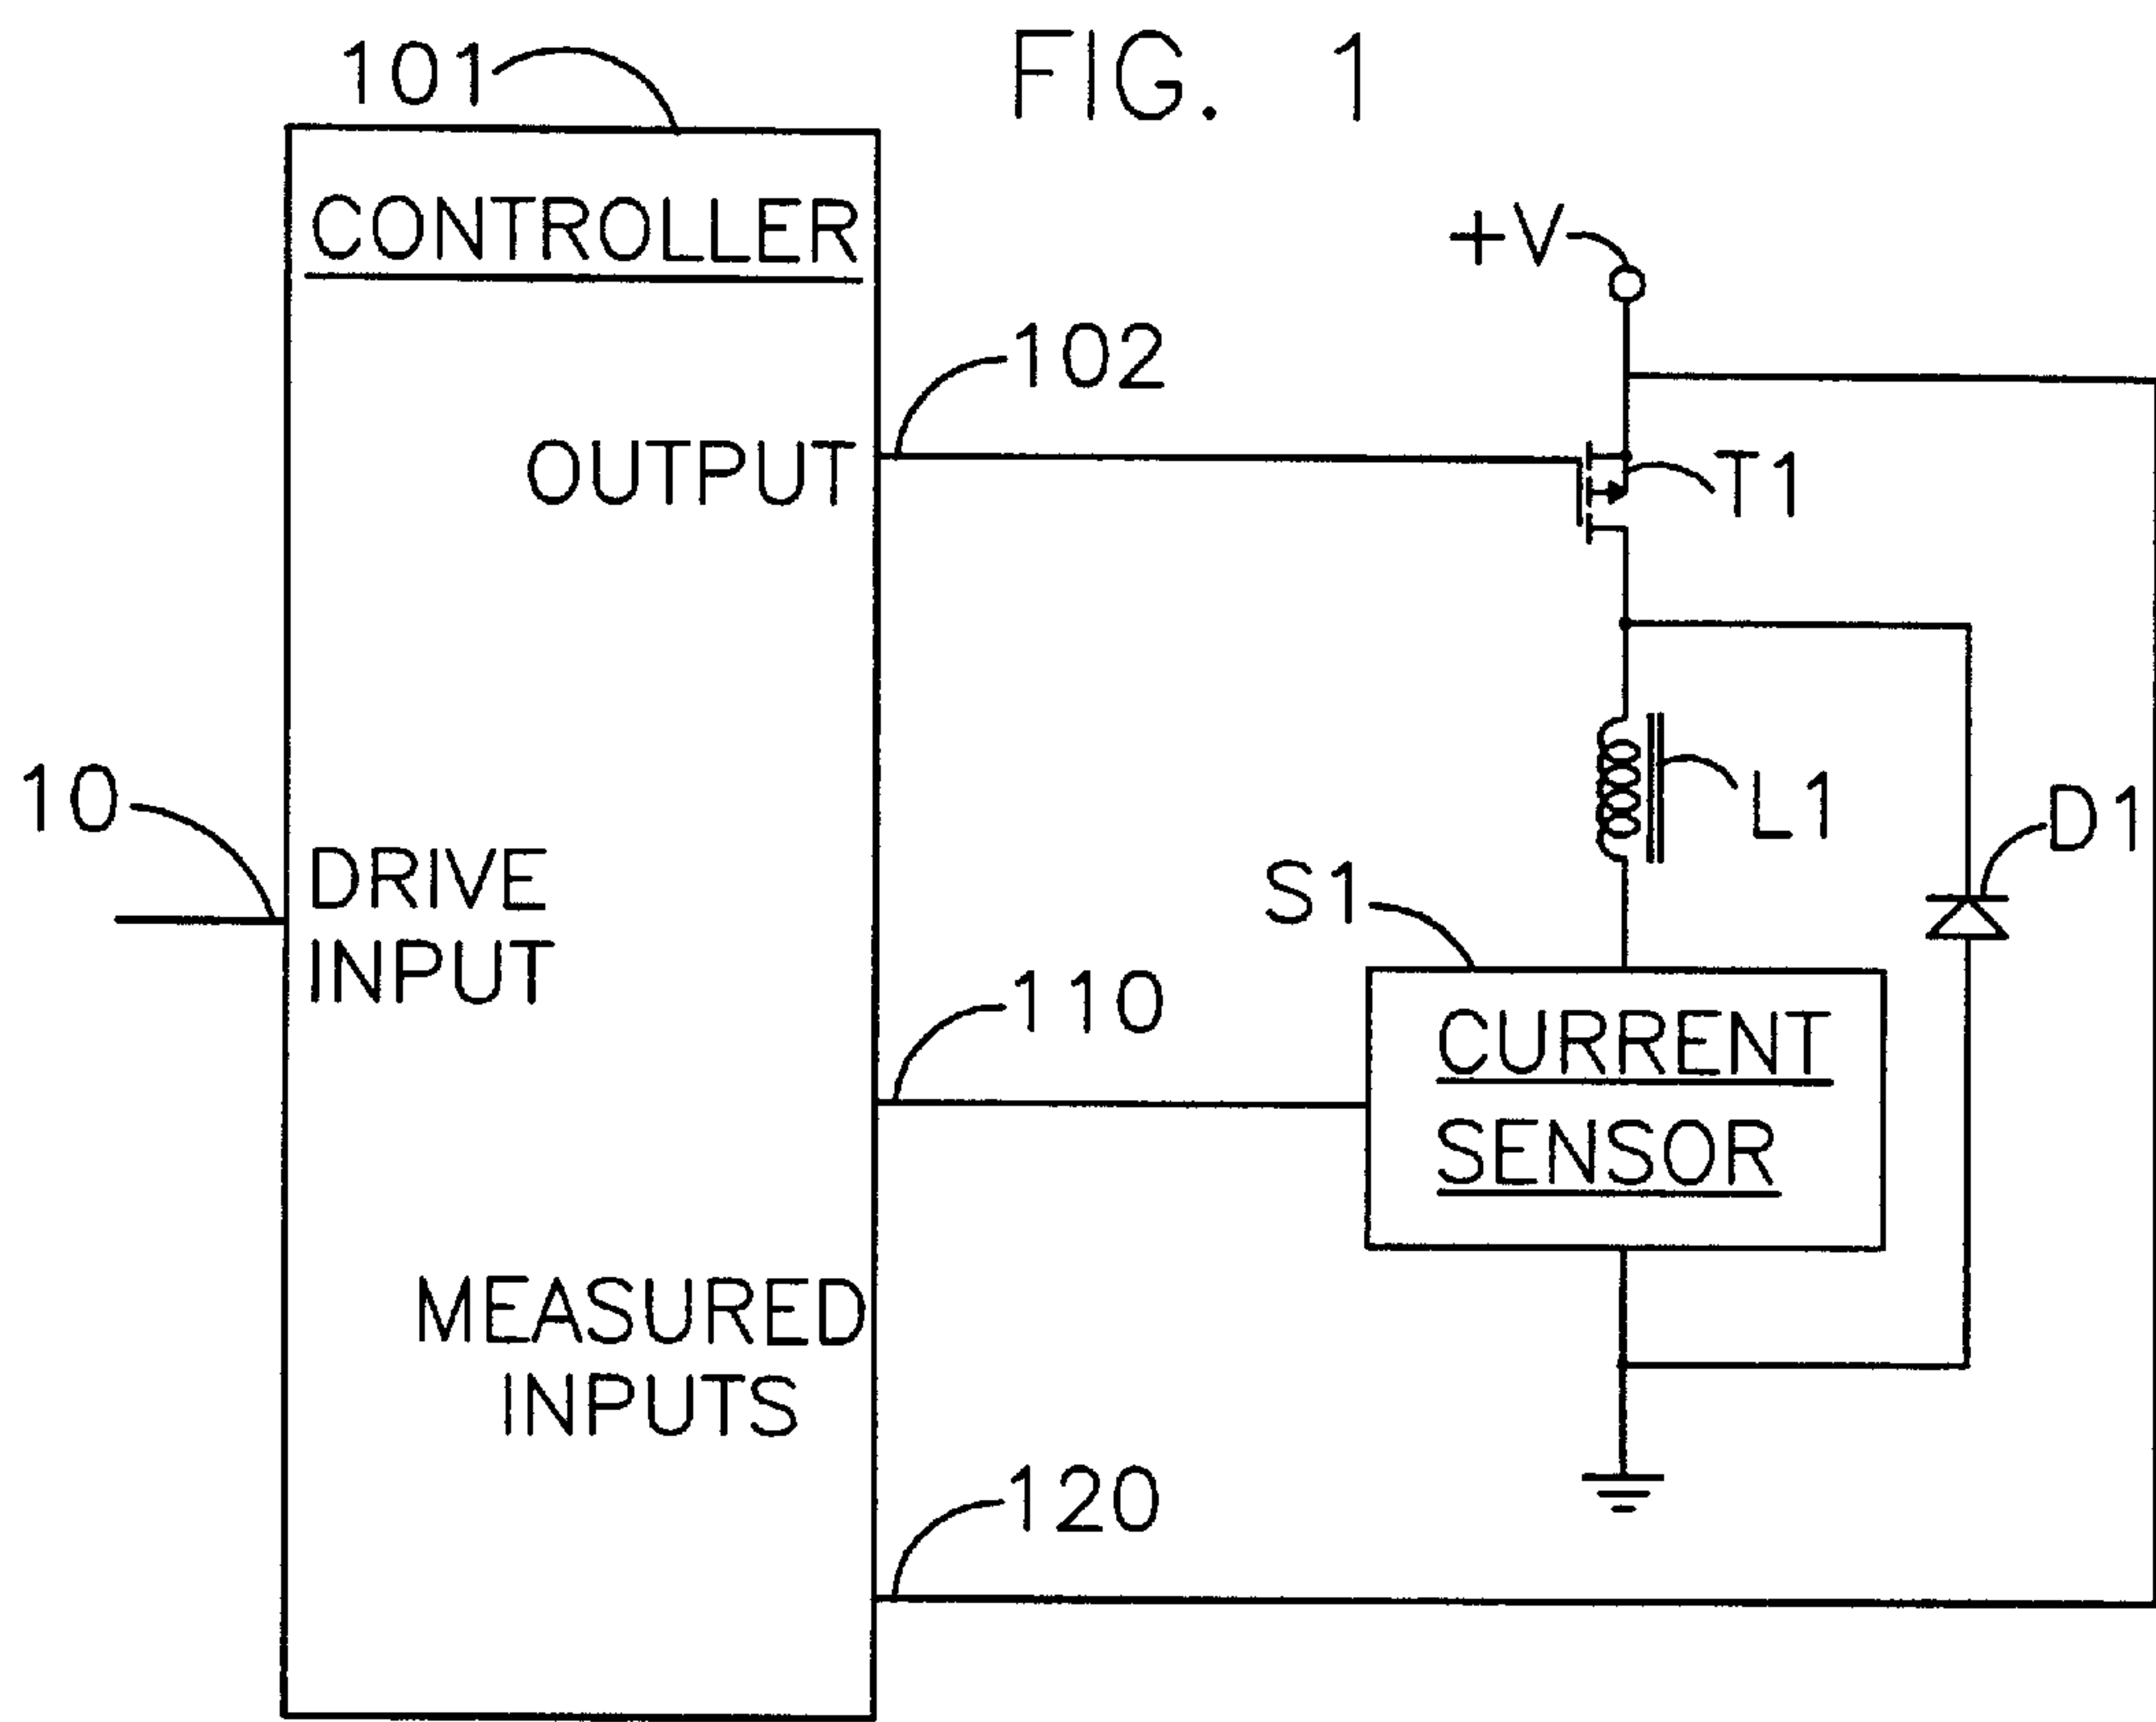 FIG. 1
101
CONTROLLER
+V
102
OUTPUT
T1
10
DRIVE
INPUT
L1
D1
S1
110
CURRENT
SENSOR
MEASURED
INPUTS
120